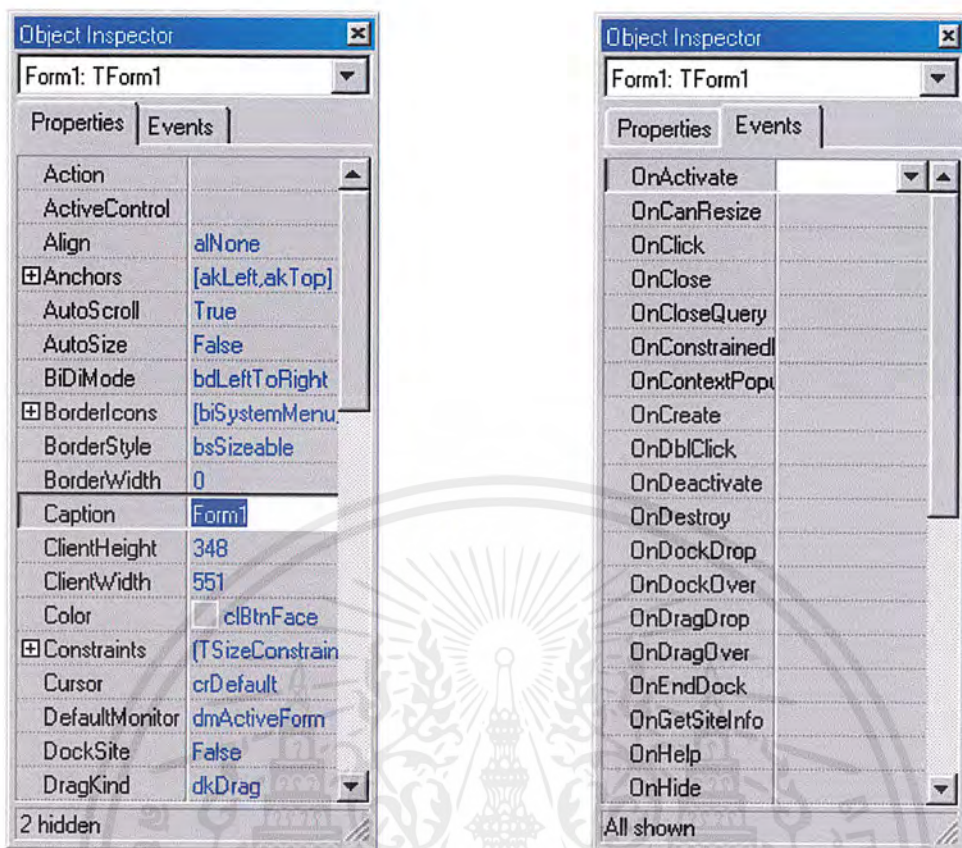 Object Inspector
Form1: TForm1
Properties Events
Action
ActiveControl
Align alNone
Anchors [akLeft,akTop]
AutoScroll True
AutoSize False
BiDiMode bdLeftToRight
BorderIcons [biSystemMenu,
BorderStyle bsSizeable
BorderWidth 0
Caption Form1
ClientHeight 348
ClientWidth 551
Color clBtnFace
Constraints (TSizeConstrain
Cursor crDefault
DefaultMonitor dmActiveForm
DockSite False
DragKind dkDrag
2 hidden
Object Inspector
Form1: TForm1
Properties Events
OnActivate
OnCanResize
OnClick
OnClose
OnCloseQuery
OnConstrainedI
OnContextPopu
OnCreate
OnDblClick
OnDeactivate
OnDestroy
OnDockDrop
OnDockOver
OnDragDrop
OnDragOver
OnEndDock
OnGetSiteInfo
OnHelp
OnHide
All shown